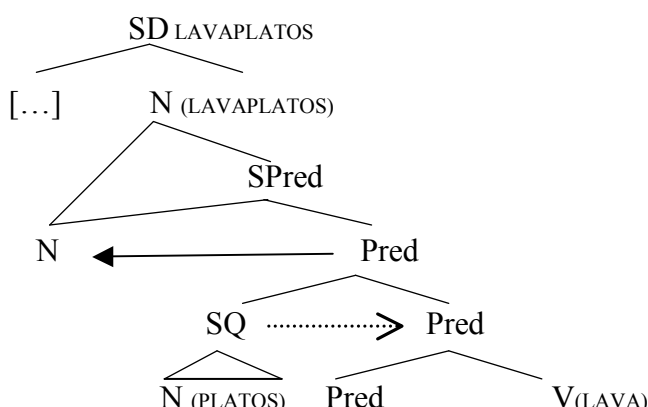 SD LAVAPLATOS
[…] N (LAVAPLATOS)
SPred
N Pred
SQ Pred
N (PLATOS) Pred V(LAVA)